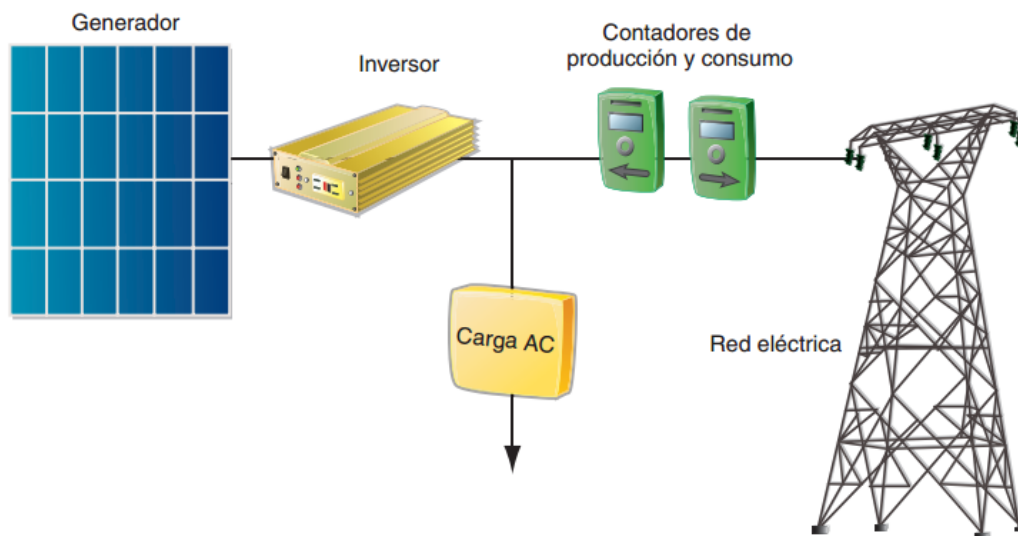 Generador
Inversor
Contadores de
producción y consumo
Carga AC
Red eléctrica